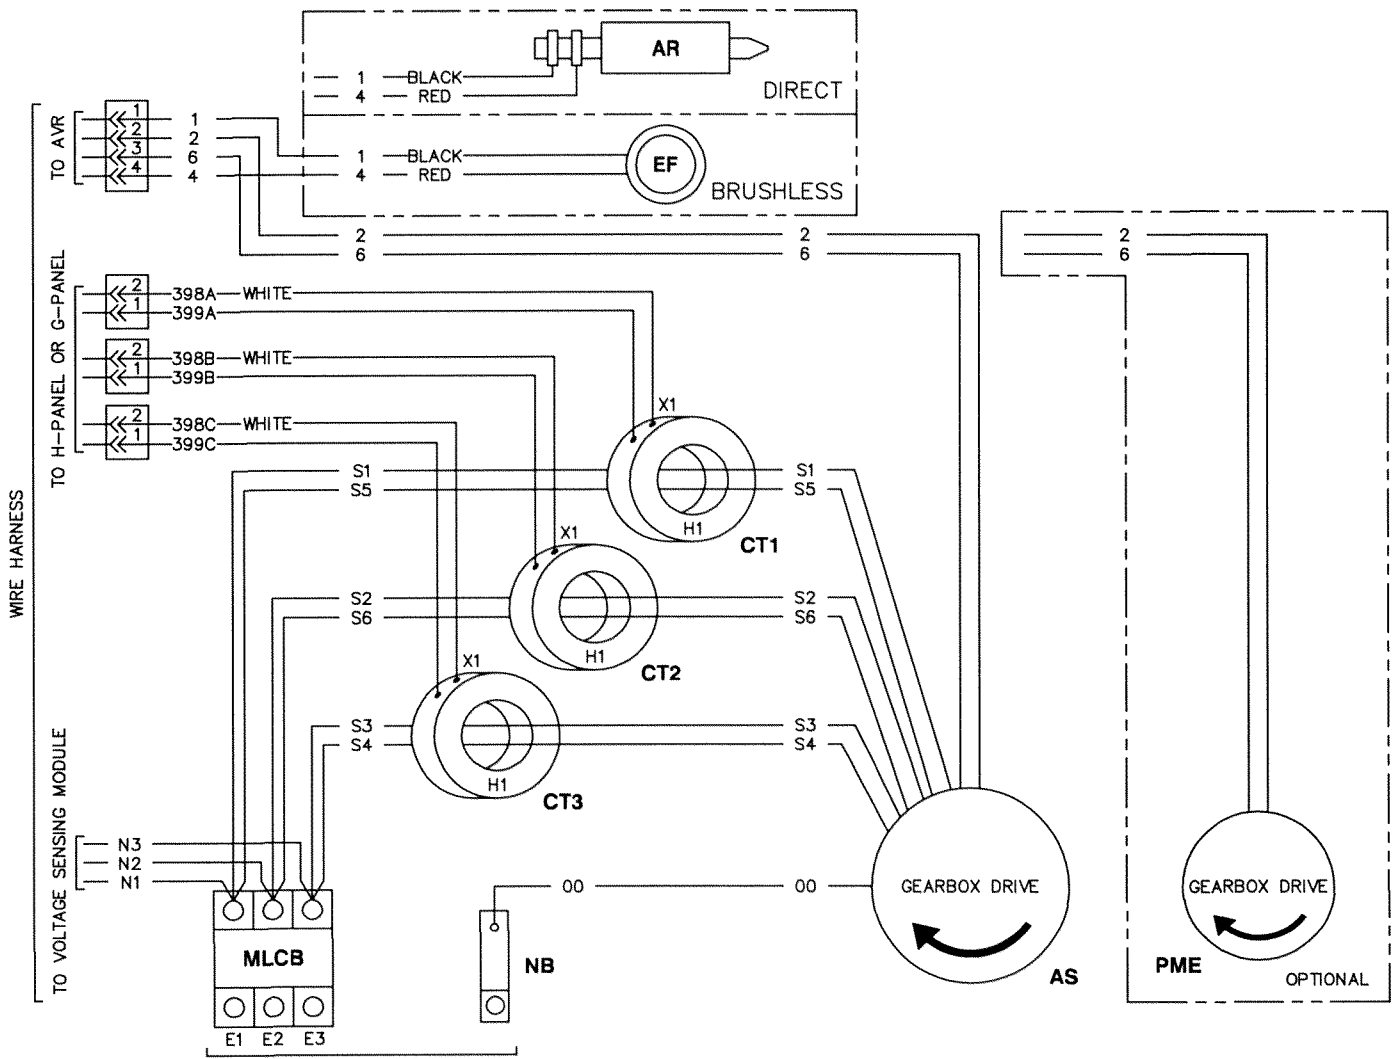 AR
1 BLACK
4 RED
DIRECT
WIRE HARNESS
TO AVR
1 1
2 2
3 6
4 4
1 BLACK
4 RED
EF
BRUSHLESS
2 2
6 6
2
6
TO H-PANEL OR G-PANEL
2 398A WHITE
1 399A
2 398B WHITE
1 399B
2 398C WHITE
1 399C
X1
S1 S1
S5 S5
H1
CT1
X1
S2 S2
S6 S6
H1
CT2
X1
S3 S3
S4 S4
H1
CT3
TO VOLTAGE SENSING MODULE
N3
N2
N1
00 00
GEARBOX DRIVE
GEARBOX DRIVE
MLCB
NB
AS
PME
OPTIONAL
E1 E2 E3